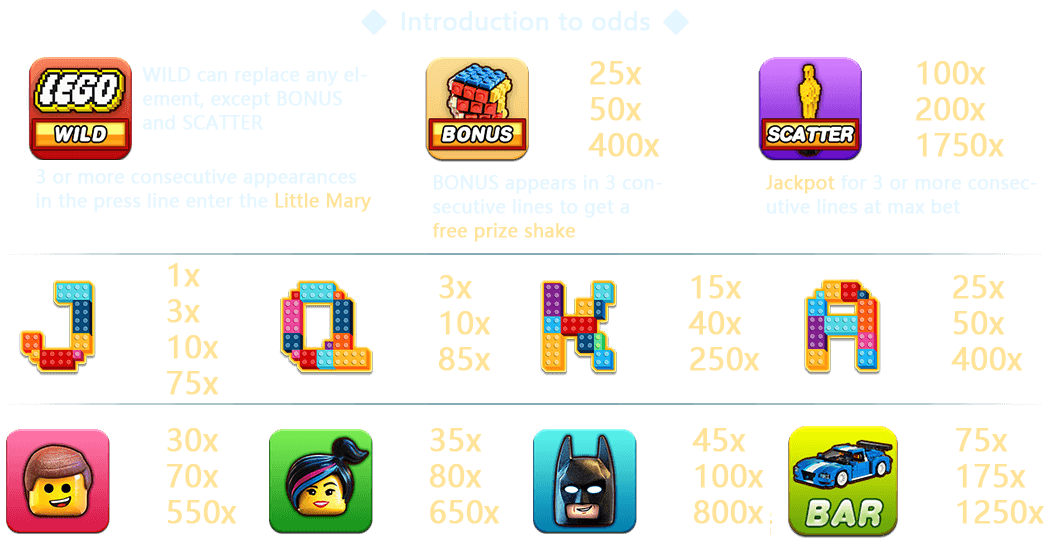 Introduction to odds
LEGO
WILD
WILD can replace any el-
ement, except BONUS
and SCATTER
3 or more consecutive appearances
in the press line enter the Little Mary
BONUS
25x
50x
400x
BONUS appears in 3 con-
secutive lines to get a
free prize shake
SCATTER
100x
200x
1750x
Jackpot for 3 or more consec-
utive lines at max bet
J
1x
3x
10x
75x
Q
3x
10x
85x
K
15x
40x
250x
A
25x
50x
400x
30x
70x
550x
35x
80x
650x
45x
100x
800x
BAR
75x
175x
1250x